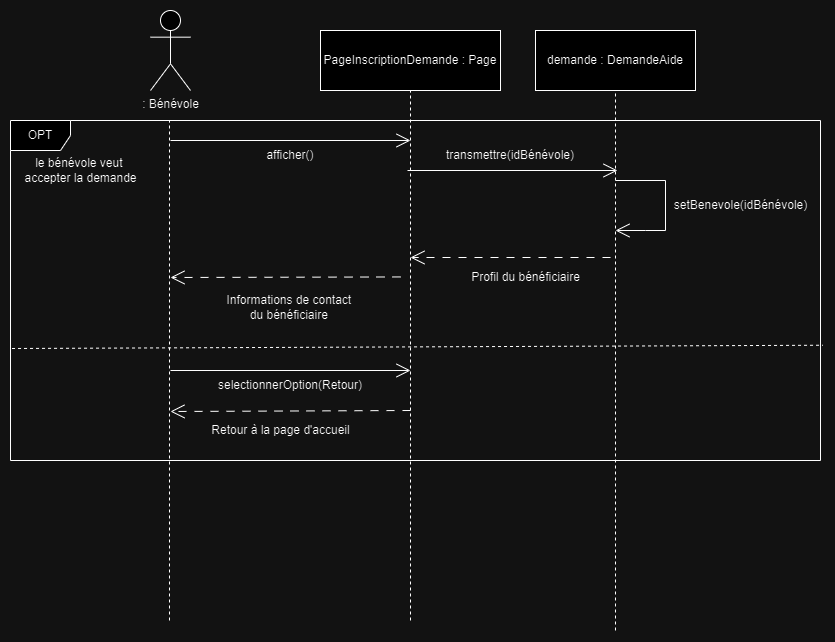 PageInscriptionDemande : Page
demande : DemandeAide
: Bénévole
OPT
le bénévole veut
accepter la demande
afficher()
transmettre(idBénévole)
setBenevole(idBénévole)
Profil du bénéficiaire
Informations de contact
du bénéficiaire
selectionnerOption(Retour)
Retour à la page d'accueil